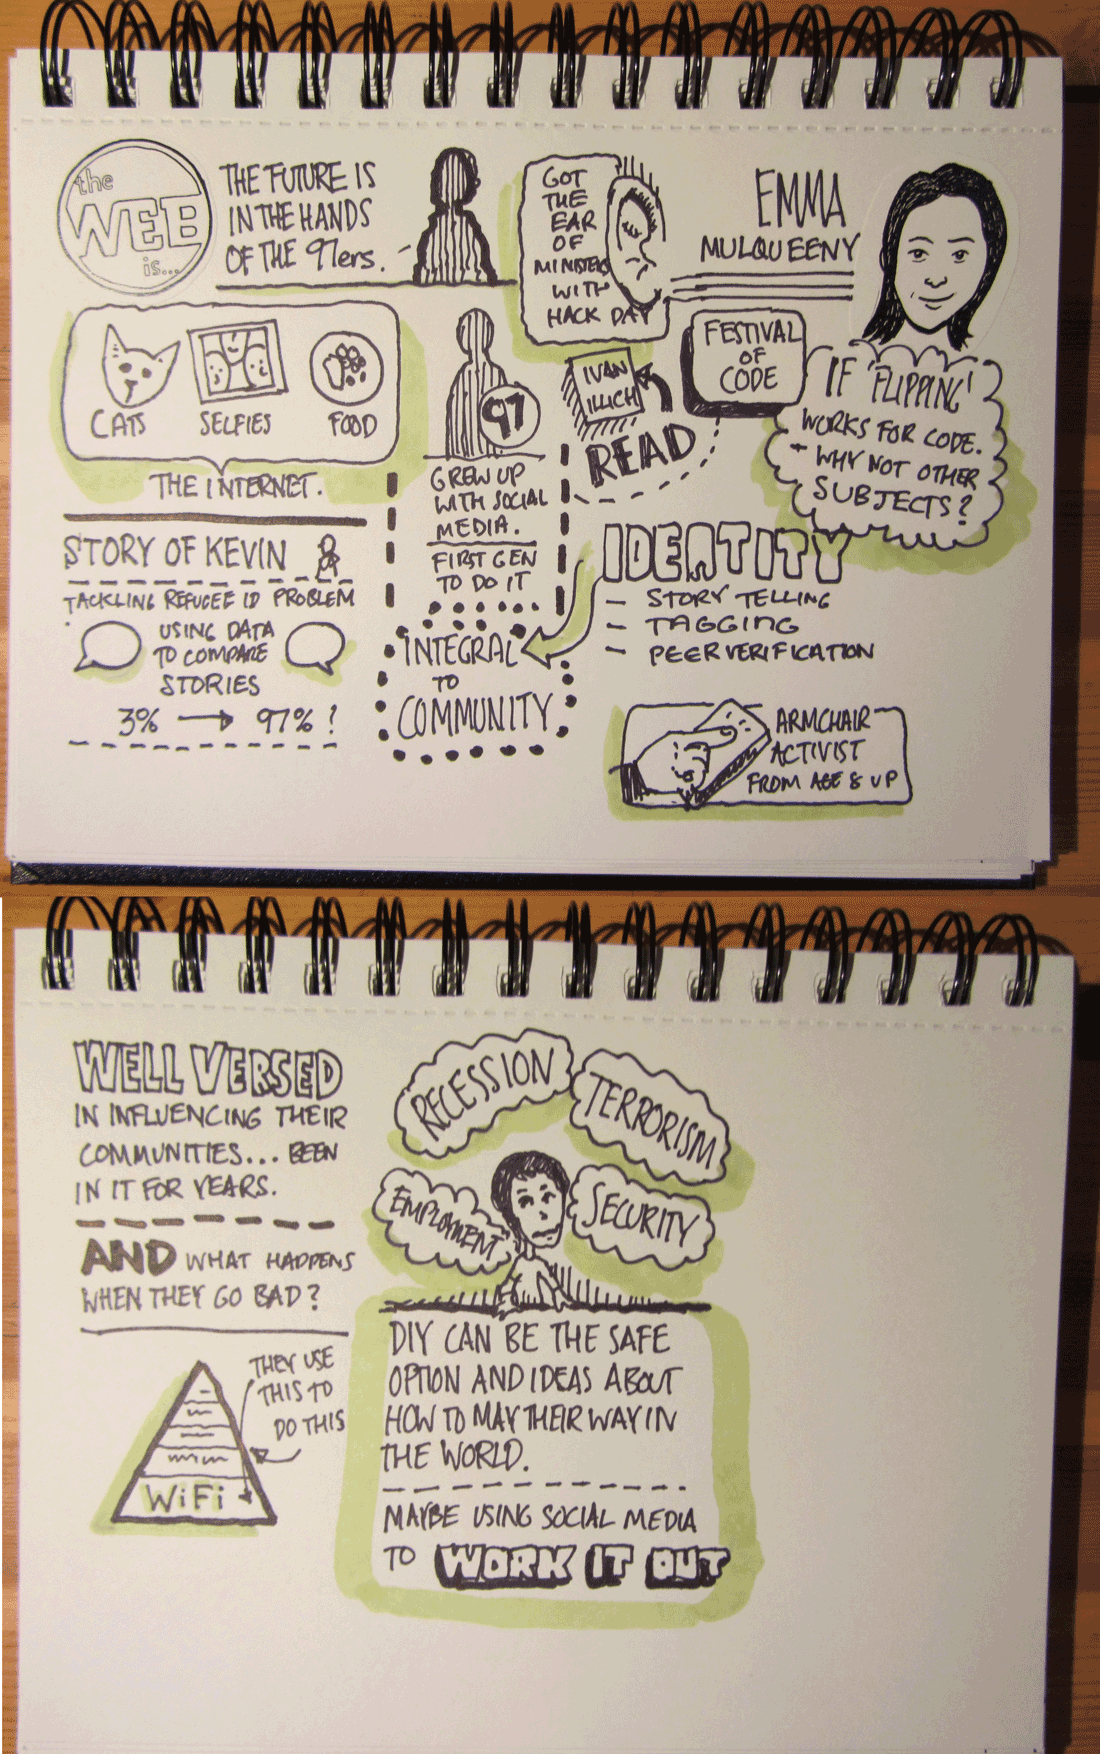 the
WEB
is...
THE FUTURE IS
IN THE HANDS
OF THE 97ers.
GOT
THE
EAR
OF
MINISTERS
WITH
HACK DAY
EMMA
MULQUEENY
CATS
SELFIES
FOOD
THE INTERNET.
97
GREW UP
WITH SOCIAL
MEDIA.
FIRST GEN
TO DO IT
INTEGRAL
TO
COMMUNITY
IVAN
ILLICH
READ
FESTIVAL
OF
CODE
IF 'FLIPPING'
WORKS FOR CODE.
- WHY NOT OTHER
SUBJECTS?
STORY OF KEVIN
TACKLING REFUGEE ID PROBLEM
USING DATA
TO COMPARE
STORIES
3% → 97% ?
IDENTITY
- STORY TELLING
- TAGGING
- PEER VERIFICATION
ARMCHAIR
ACTIVIST
FROM AGE 8 UP
WELL VERSED
IN INFLUENCING THEIR
COMMUNITIES... BEEN
IN IT FOR YEARS.
AND WHAT HAPPENS
WHEN THEY GO BAD?
THEY USE
THIS TO
DO THIS
WiFi
RECESSION
TERRORISM
EMPLOYMENT
SECURITY
DIY CAN BE THE SAFE
OPTION AND IDEAS ABOUT
HOW TO MAY THEIR WAY IN
THE WORLD.
MAYBE USING SOCIAL MEDIA
TO WORK IT OUT